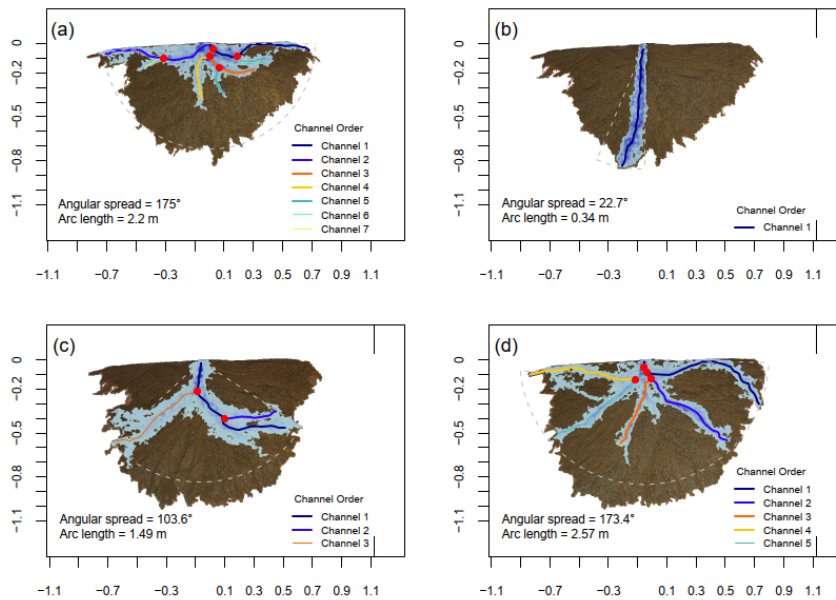 (a)
0
−0.2
−0.5
−0.8
−1.1
Channel Order
Channel 1
Channel 2
Channel 3
Channel 4
Channel 5
Channel 6
Channel 7
Angular spread = 175°
Arc length = 2.2 m
−1.1 −0.7 −0.3 0.1 0.3 0.5 0.7 0.9 1.1
(b)
0
−0.2
−0.5
−0.8
−1.1
Angular spread = 22.7°
Arc length = 0.34 m
Channel Order
Channel 1
−1.1 −0.7 −0.3 0.1 0.3 0.5 0.7 0.9 1.1
(c)
0
−0.2
−0.5
−0.8
−1.1
Channel Order
Channel 1
Channel 2
Channel 3
Angular spread = 103.6°
Arc length = 1.49 m
−1.1 −0.7 −0.3 0.1 0.3 0.5 0.7 0.9 1.1
(d)
0
−0.2
−0.5
−0.8
−1.1
Channel Order
Channel 1
Channel 2
Channel 3
Channel 4
Channel 5
Angular spread = 173.4°
Arc length = 2.57 m
−1.1 −0.7 −0.3 0.1 0.3 0.5 0.7 0.9 1.1